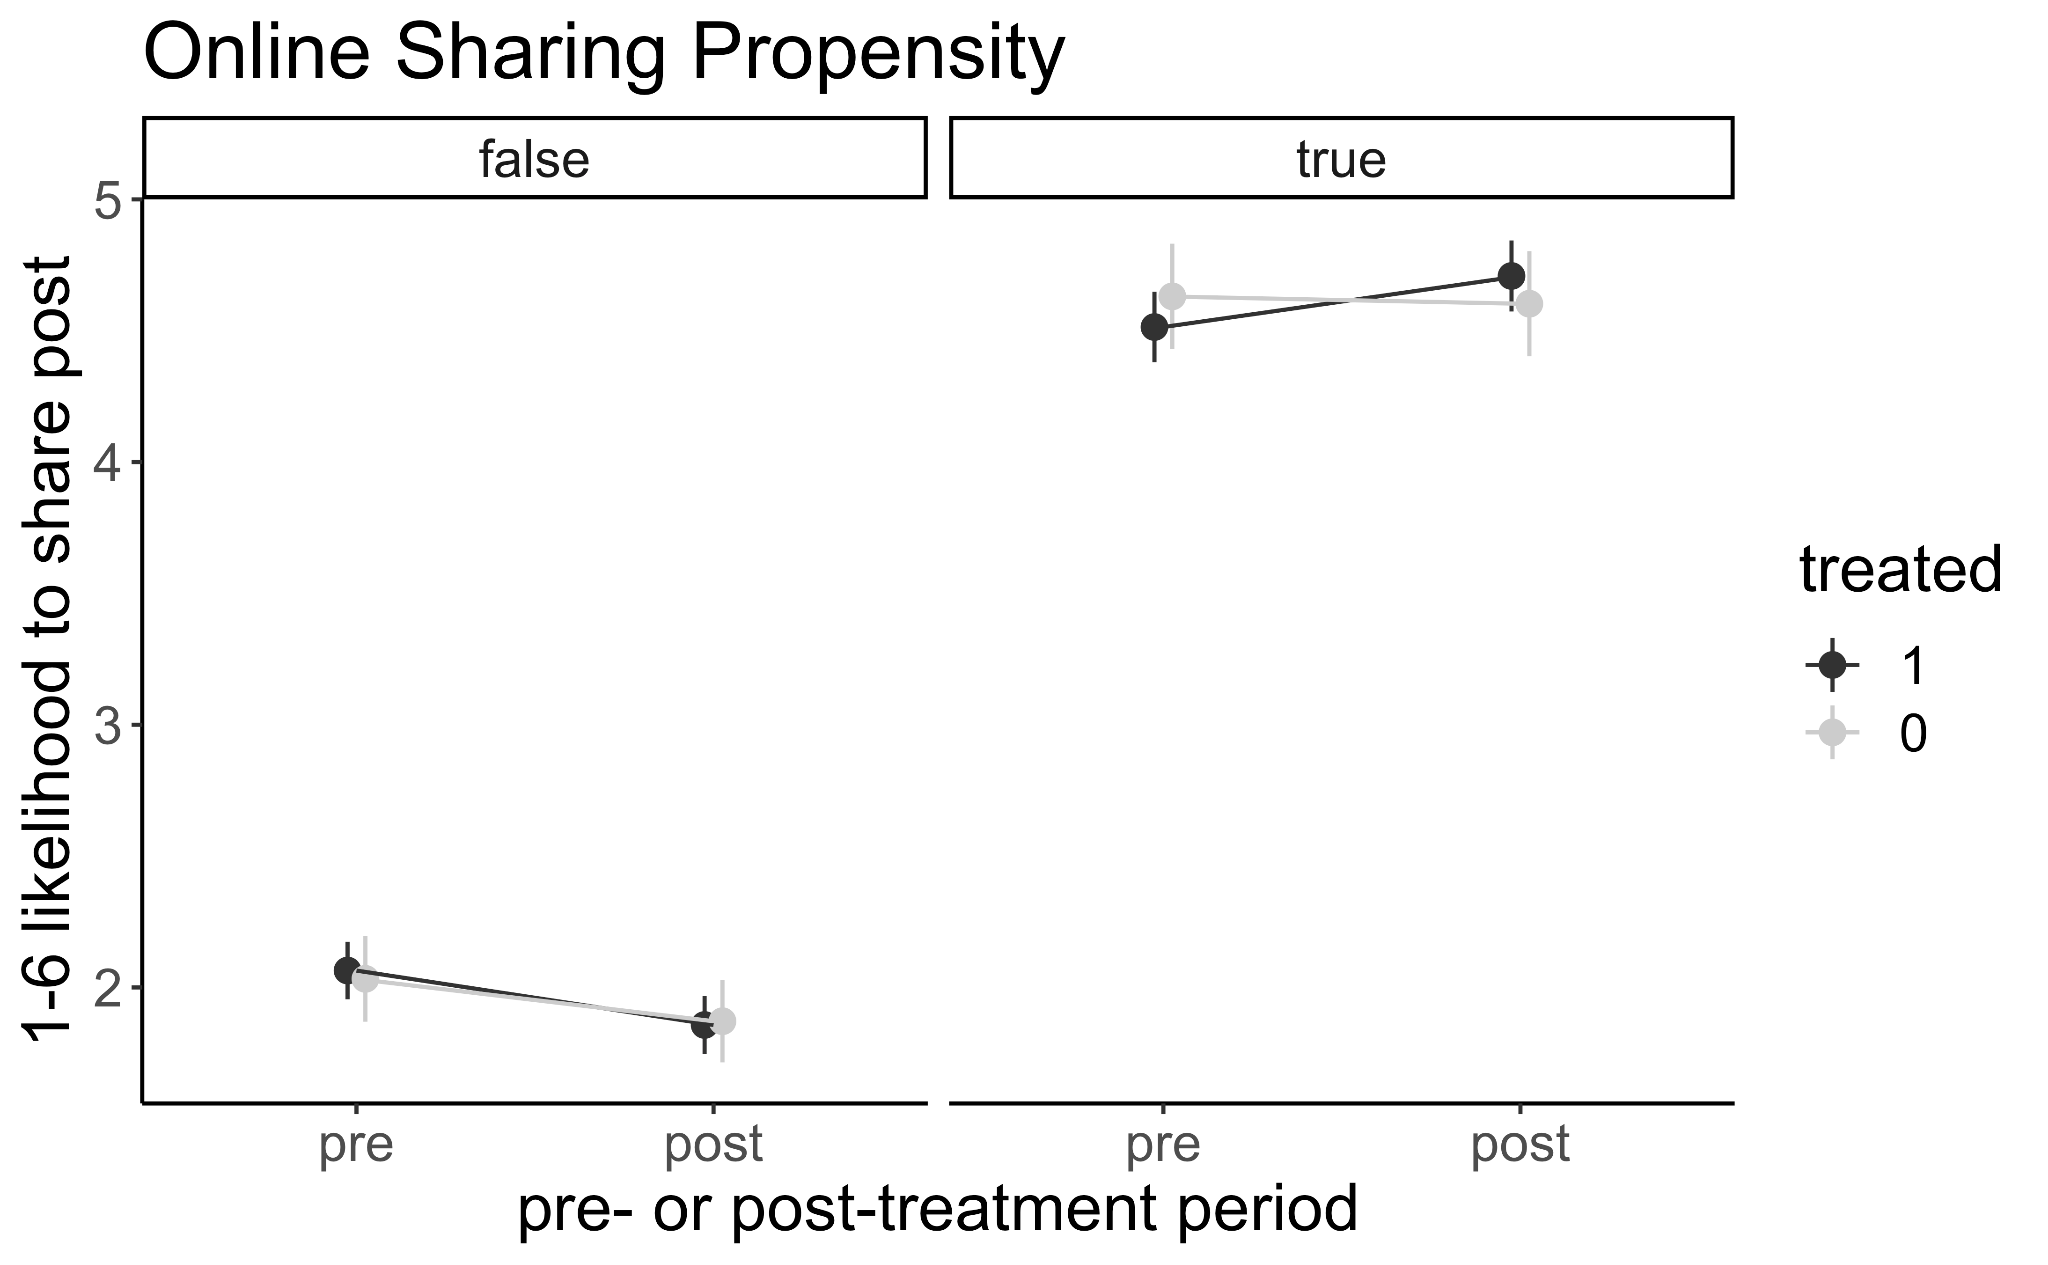 Online Sharing Propensity
false
true
1-6 likelihood to share post
5
4
3
2
pre
post
pre
post
pre- or post-treatment period
treated
1
0